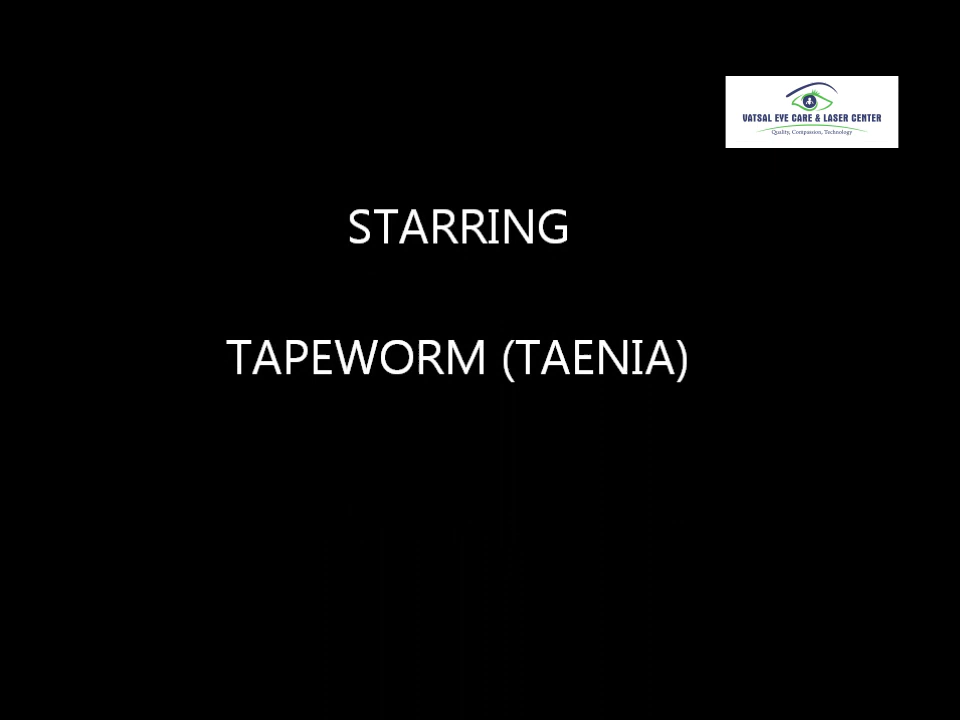 VATSAL EYE CARE & LASER CENTER
Quality, Compassion, Technology
STARRING
TAPEWORM (TAENIA)